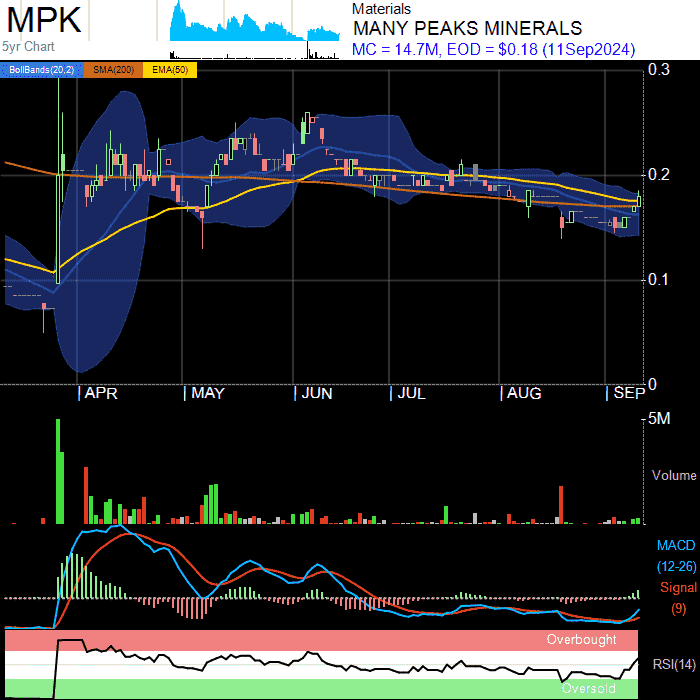 MPK
5yr Chart
Materials
MANY PEAKS MINERALS
MC = 14.7M, EOD = $0.18 (11Sep2024)
BollBands(20,2) SMA(200) EMA(50)
0.3
0.2
0.1
0
| APR | MAY | JUN | JUL | AUG | SEP
5M
Volume
MACD
(12-26)
Signal
(9)
Overbought
RSI(14)
Oversold